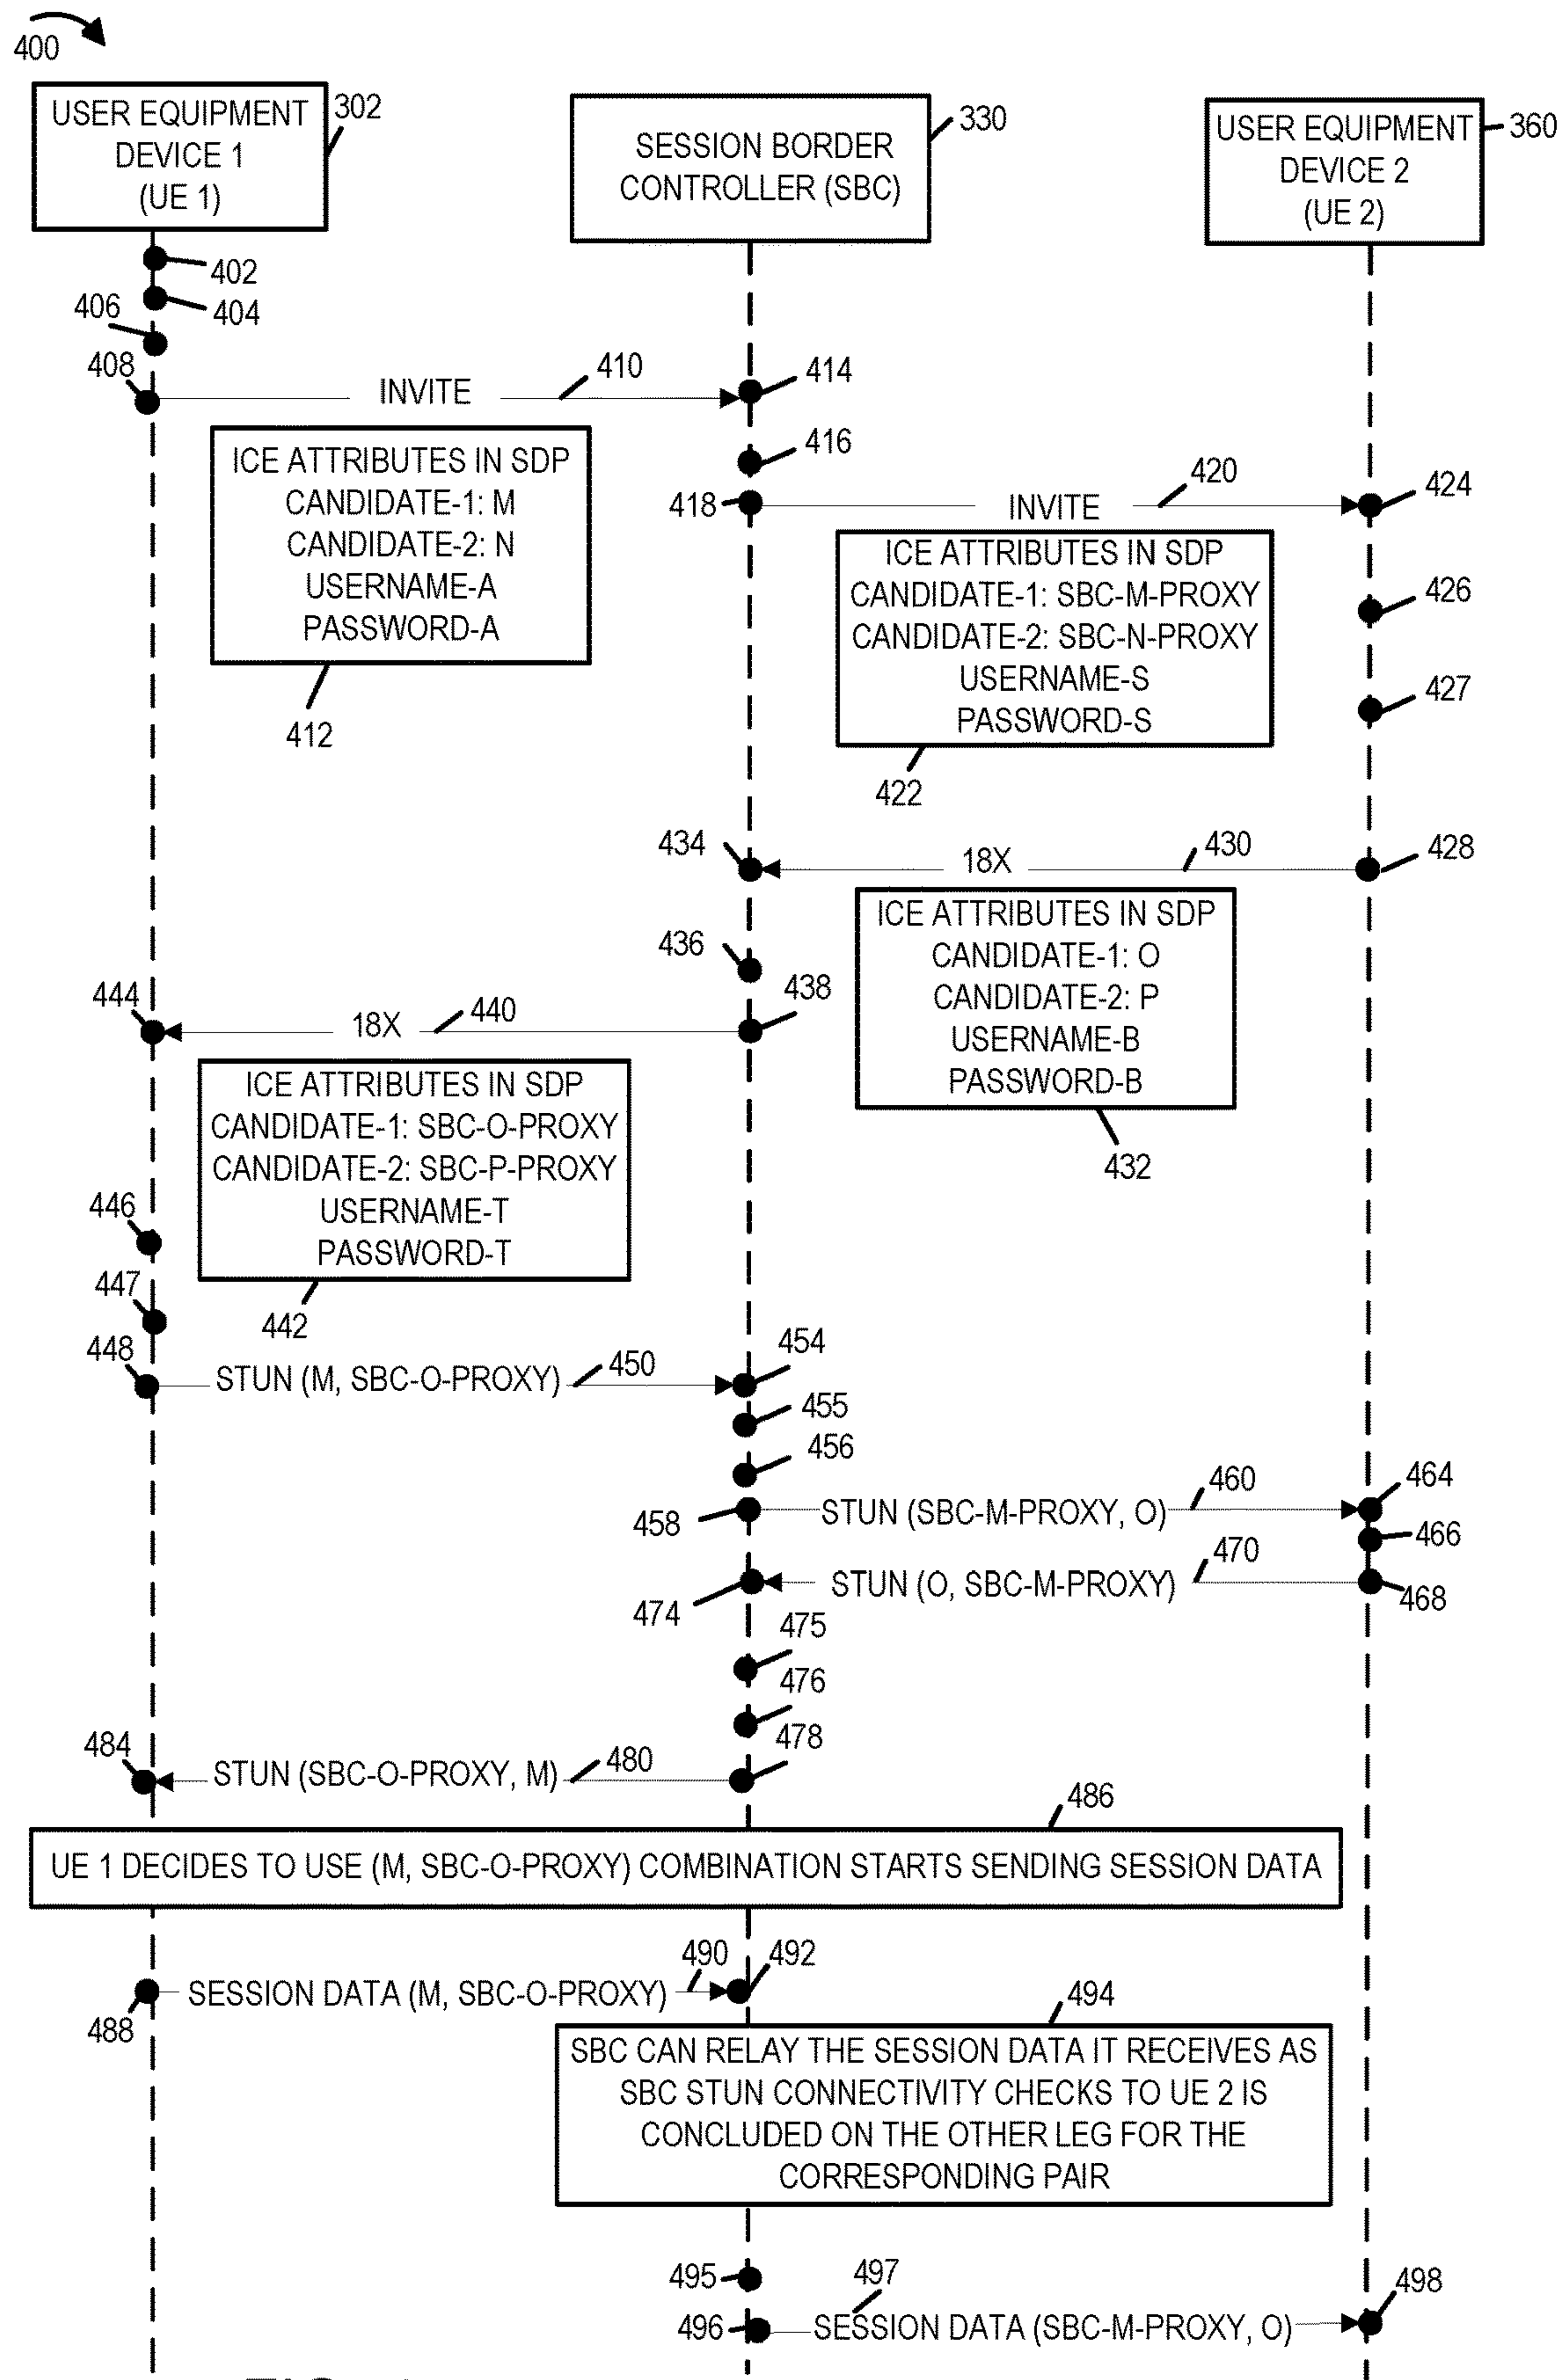 400
USER EQUIPMENT
DEVICE 1
(UE 1)
302
SESSION BORDER
CONTROLLER (SBC)
330
USER EQUIPMENT
DEVICE 2
(UE 2)
360
402
404
406
408
INVITE
410
414
ICE ATTRIBUTES IN SDP
CANDIDATE-1: M
CANDIDATE-2: N
USERNAME-A
PASSWORD-A
412
416
418
INVITE
420
424
ICE ATTRIBUTES IN SDP
CANDIDATE-1: SBC-M-PROXY
CANDIDATE-2: SBC-N-PROXY
USERNAME-S
PASSWORD-S
422
426
427
434
18X
430
428
ICE ATTRIBUTES IN SDP
CANDIDATE-1: O
CANDIDATE-2: P
USERNAME-B
PASSWORD-B
432
436
438
444
18X
440
ICE ATTRIBUTES IN SDP
CANDIDATE-1: SBC-O-PROXY
CANDIDATE-2: SBC-P-PROXY
USERNAME-T
PASSWORD-T
442
446
447
448
STUN (M, SBC-O-PROXY)
450
454
455
456
458
STUN (SBC-M-PROXY, O)
460
464
466
474
STUN (O, SBC-M-PROXY)
470
468
475
476
478
484
STUN (SBC-O-PROXY, M)
480
486
UE 1 DECIDES TO USE (M, SBC-O-PROXY) COMBINATION STARTS SENDING SESSION DATA
488
SESSION DATA (M, SBC-O-PROXY)
490
492
494
SBC CAN RELAY THE SESSION DATA IT RECEIVES AS
SBC STUN CONNECTIVITY CHECKS TO UE 2 IS
CONCLUDED ON THE OTHER LEG FOR THE
CORRESPONDING PAIR
495
496
SESSION DATA (SBC-M-PROXY, O)
497
498